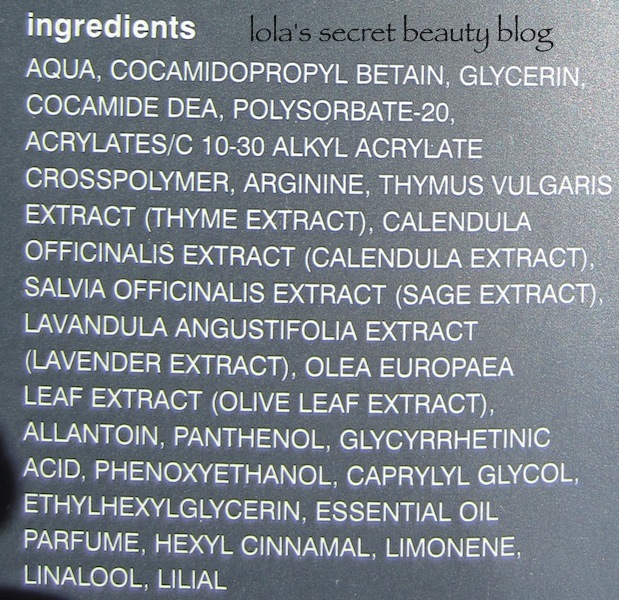 ingredients lola's secret beauty blog
AQUA, COCAMIDOPROPYL BETAIN, GLYCERIN,
COCAMIDE DEA, POLYSORBATE-20,
ACRYLATES/C 10-30 ALKYL ACRYLATE
CROSSPOLYMER, ARGININE, THYMUS VULGARIS
EXTRACT (THYME EXTRACT), CALENDULA
OFFICINALIS EXTRACT (CALENDULA EXTRACT),
SALVIA OFFICINALIS EXTRACT (SAGE EXTRACT),
LAVANDULA ANGUSTIFOLIA EXTRACT
(LAVENDER EXTRACT), OLEA EUROPAEA
LEAF EXTRACT (OLIVE LEAF EXTRACT),
ALLANTOIN, PANTHENOL, GLYCYRRHETINIC
ACID, PHENOXYETHANOL, CAPRYLYL GLYCOL,
ETHYLHEXYLGLYCERIN, ESSENTIAL OIL
PARFUME, HEXYL CINNAMAL, LIMONENE,
LINALOOL, LILIAL